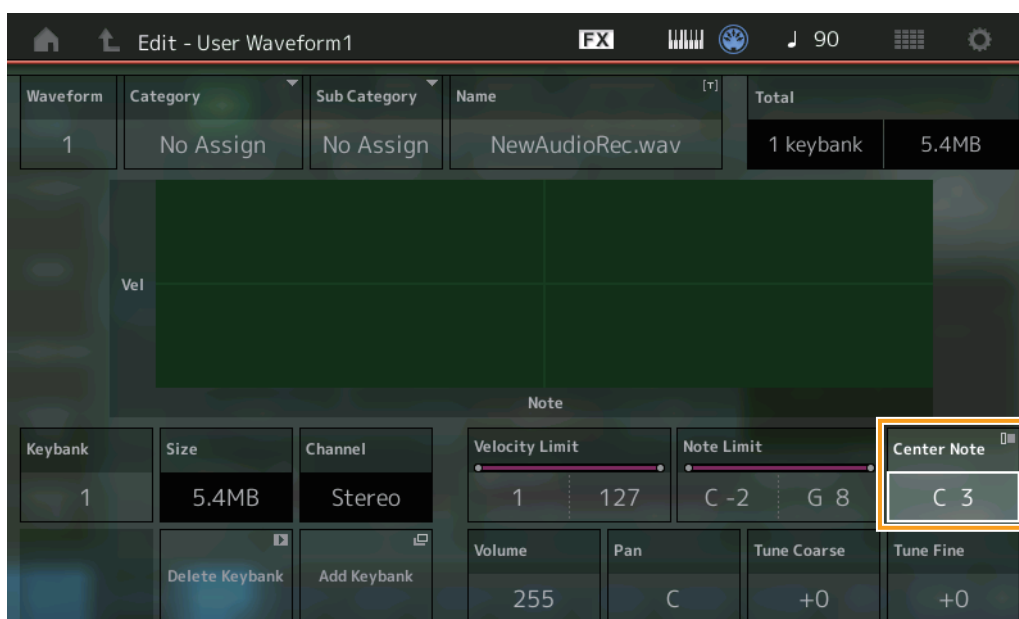 Edit - User Waveform1 FX ♩ 90
Waveform Category Sub Category Name [T] Total
1 No Assign No Assign NewAudioRec.wav 1 keybank 5.4MB
Vel
Note
Keybank Size Channel Velocity Limit Note Limit Center Note
1 5.4MB Stereo 1 127 C -2 G 8 C 3
Delete Keybank Add Keybank Volume Pan Tune Coarse Tune Fine
255 C +0 +0